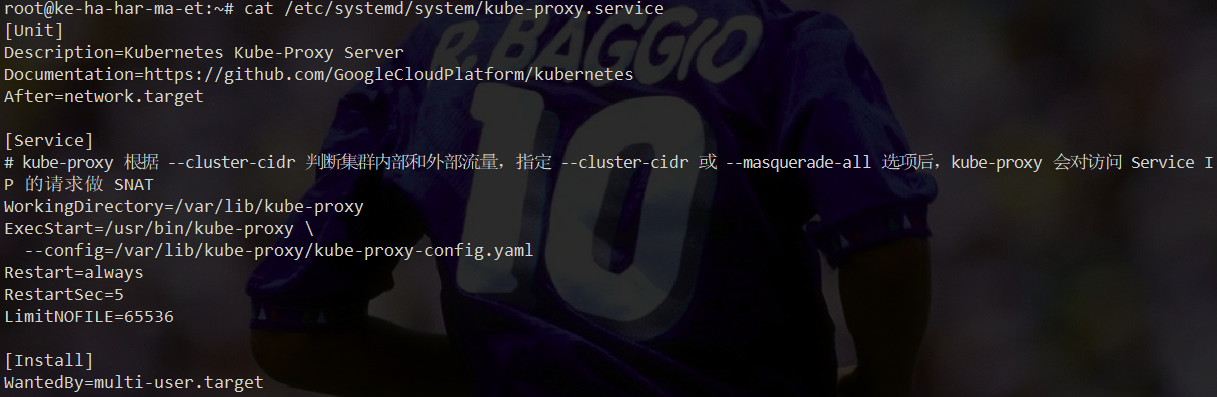 root@ke-ha-har-ma-et:~# cat /etc/systemd/system/kube-proxy.service
[Unit]
R. BAGGIO
Description=Kubernetes Kube-Proxy Server
Documentation=https://github.com/GoogleCloudPlatform/kubernetes
After=network.target
10
[Service]
# kube-proxy 根据 --cluster-cidr 判断集群内部和外部流量，指定 --cluster-cidr 或 --masquerade-all 选项后，kube-proxy 会对访问 Service I
P 的请求做 SNAT
WorkingDirectory=/var/lib/kube-proxy
ExecStart=/usr/bin/kube-proxy \
  --config=/var/lib/kube-proxy/kube-proxy-config.yaml
Restart=always
RestartSec=5
LimitNOFILE=65536

[Install]
WantedBy=multi-user.target